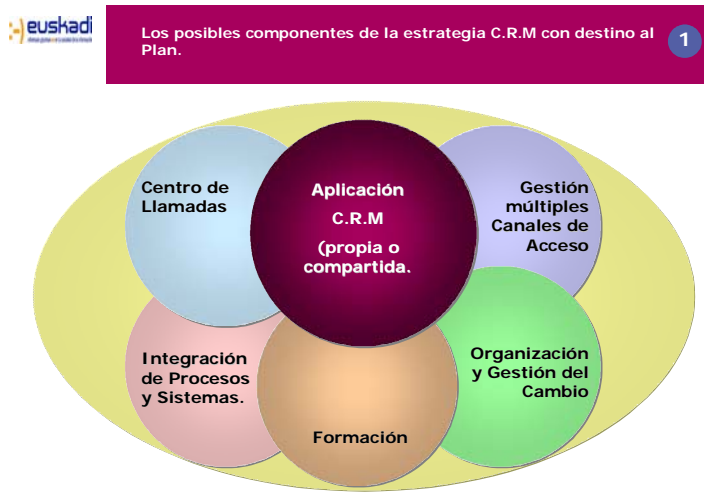 :-) euskadi
Los posibles componentes de la estrategia C.R.M con destino al
Plan.
1
Centro de
Llamadas
Aplicación
C.R.M
(propia o
compartida.
Gestión
múltiples
Canales de
Acceso
Integración
de Procesos
y Sistemas.
Formación
Organización
y Gestión del
Cambio